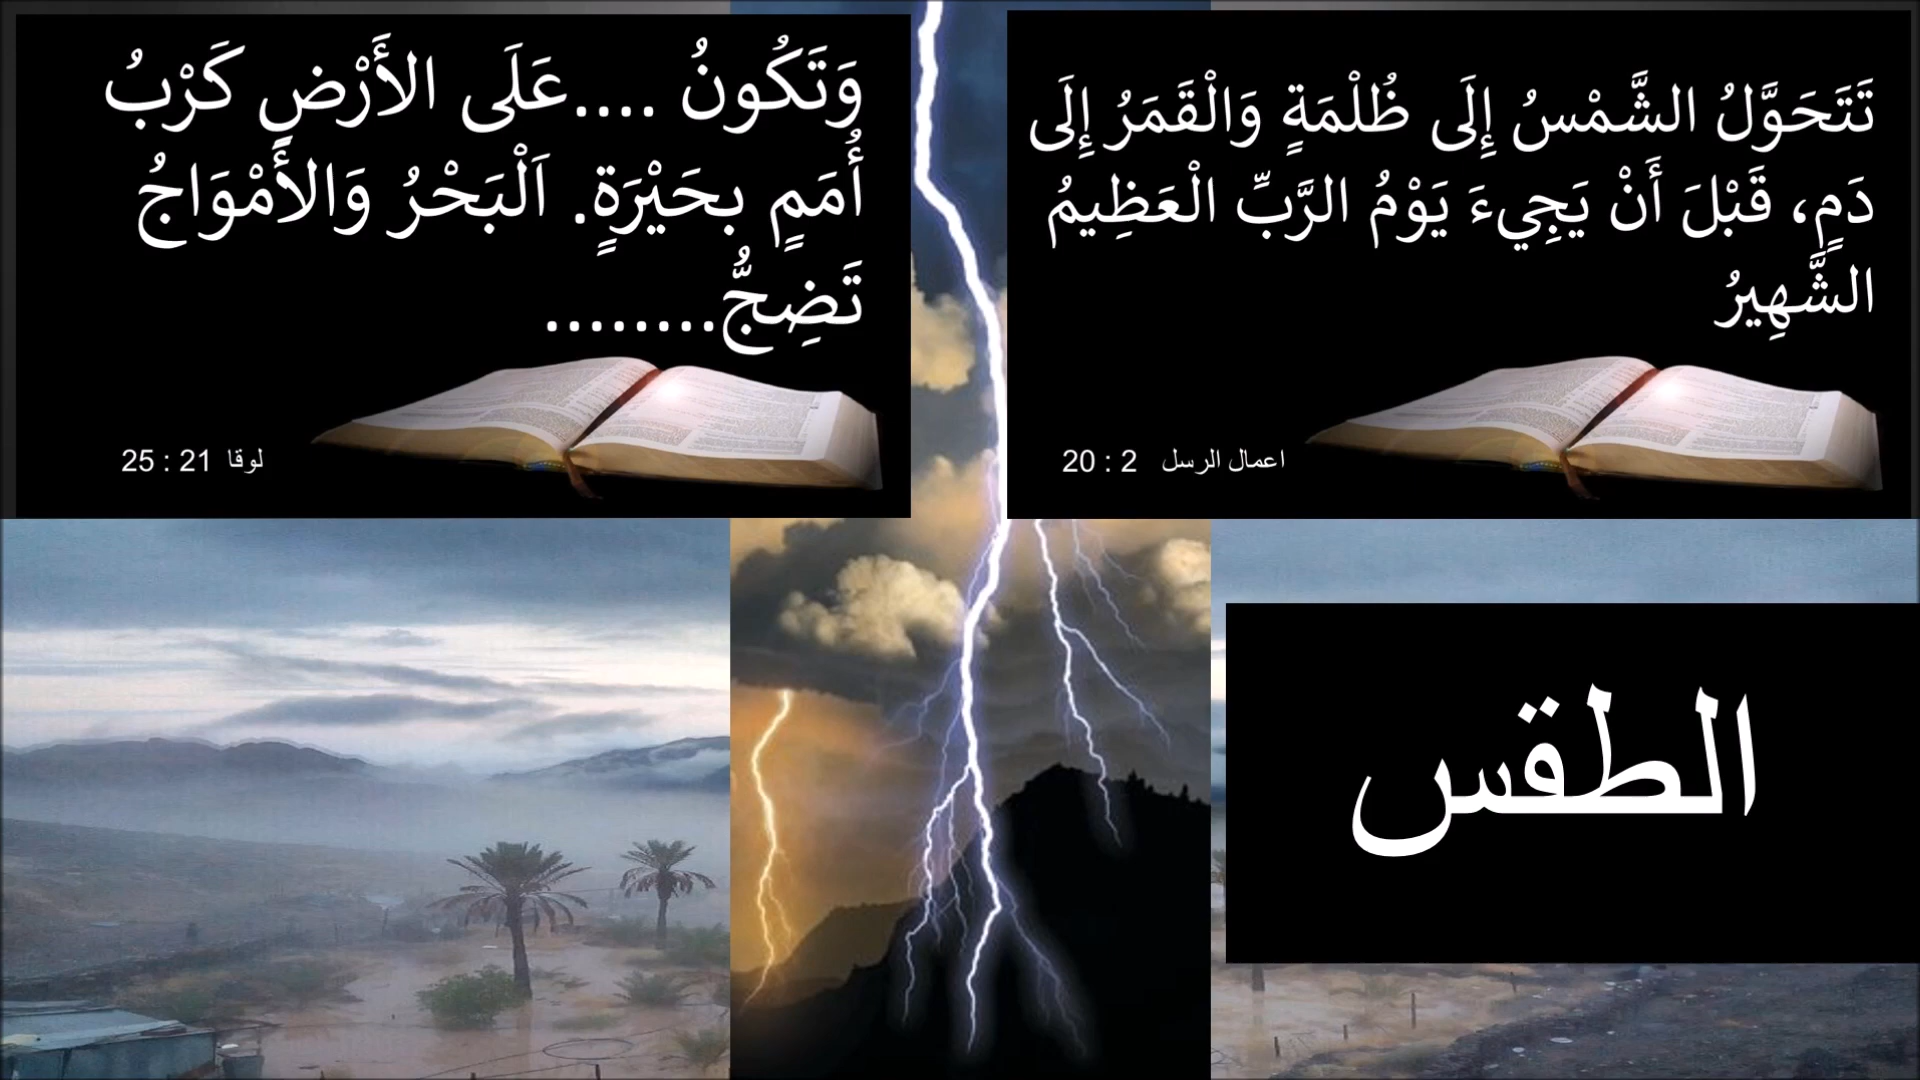 وَتَكُونُ ....عَلَى الأَرْضِ كَرْبُ
أُمَمٍ بحَيْرَةٍ. اَلْبَحْرُ وَالأَمْوَاجُ
تَضِجُّ........
لوقا 21 : 25
تَتَحَوَّلُ الشَّمْسُ إِلَى ظُلْمَةٍ وَالْقَمَرُ إِلَى
دَمٍ، قَبْلَ أَنْ يَجِيءَ يَوْمُ الرَّبِّ الْعَظِيمُ
الشَّهِيرُ
اعمال الرسل 2 : 20
الطقس